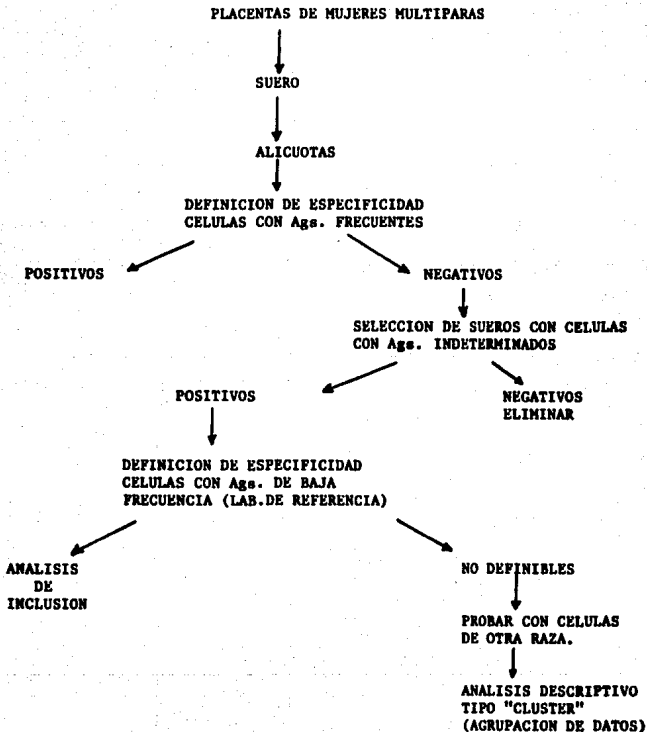 PLACENTAS DE MUJERES MULTIPARAS
SUERO
ALICUOTAS
DEFINICION DE ESPECIFICIDAD
CELULAS CON Ags. FRECUENTES
POSITIVOS
NEGATIVOS
SELECCION DE SUEROS CON CELULAS
CON Ags. INDETERMINADOS
POSITIVOS
NEGATIVOS
ELIMINAR
DEFINICION DE ESPECIFICIDAD
CELULAS CON Ags. DE BAJA
FRECUENCIA (LAB.DE REFERENCIA)
ANALISIS
DE
INCLUSION
NO DEFINIBLES
PROBAR CON CELULAS
DE OTRA RAZA.
ANALISIS DESCRIPTIVO
TIPO "CLUSTER"
(AGRUPACION DE DATOS)